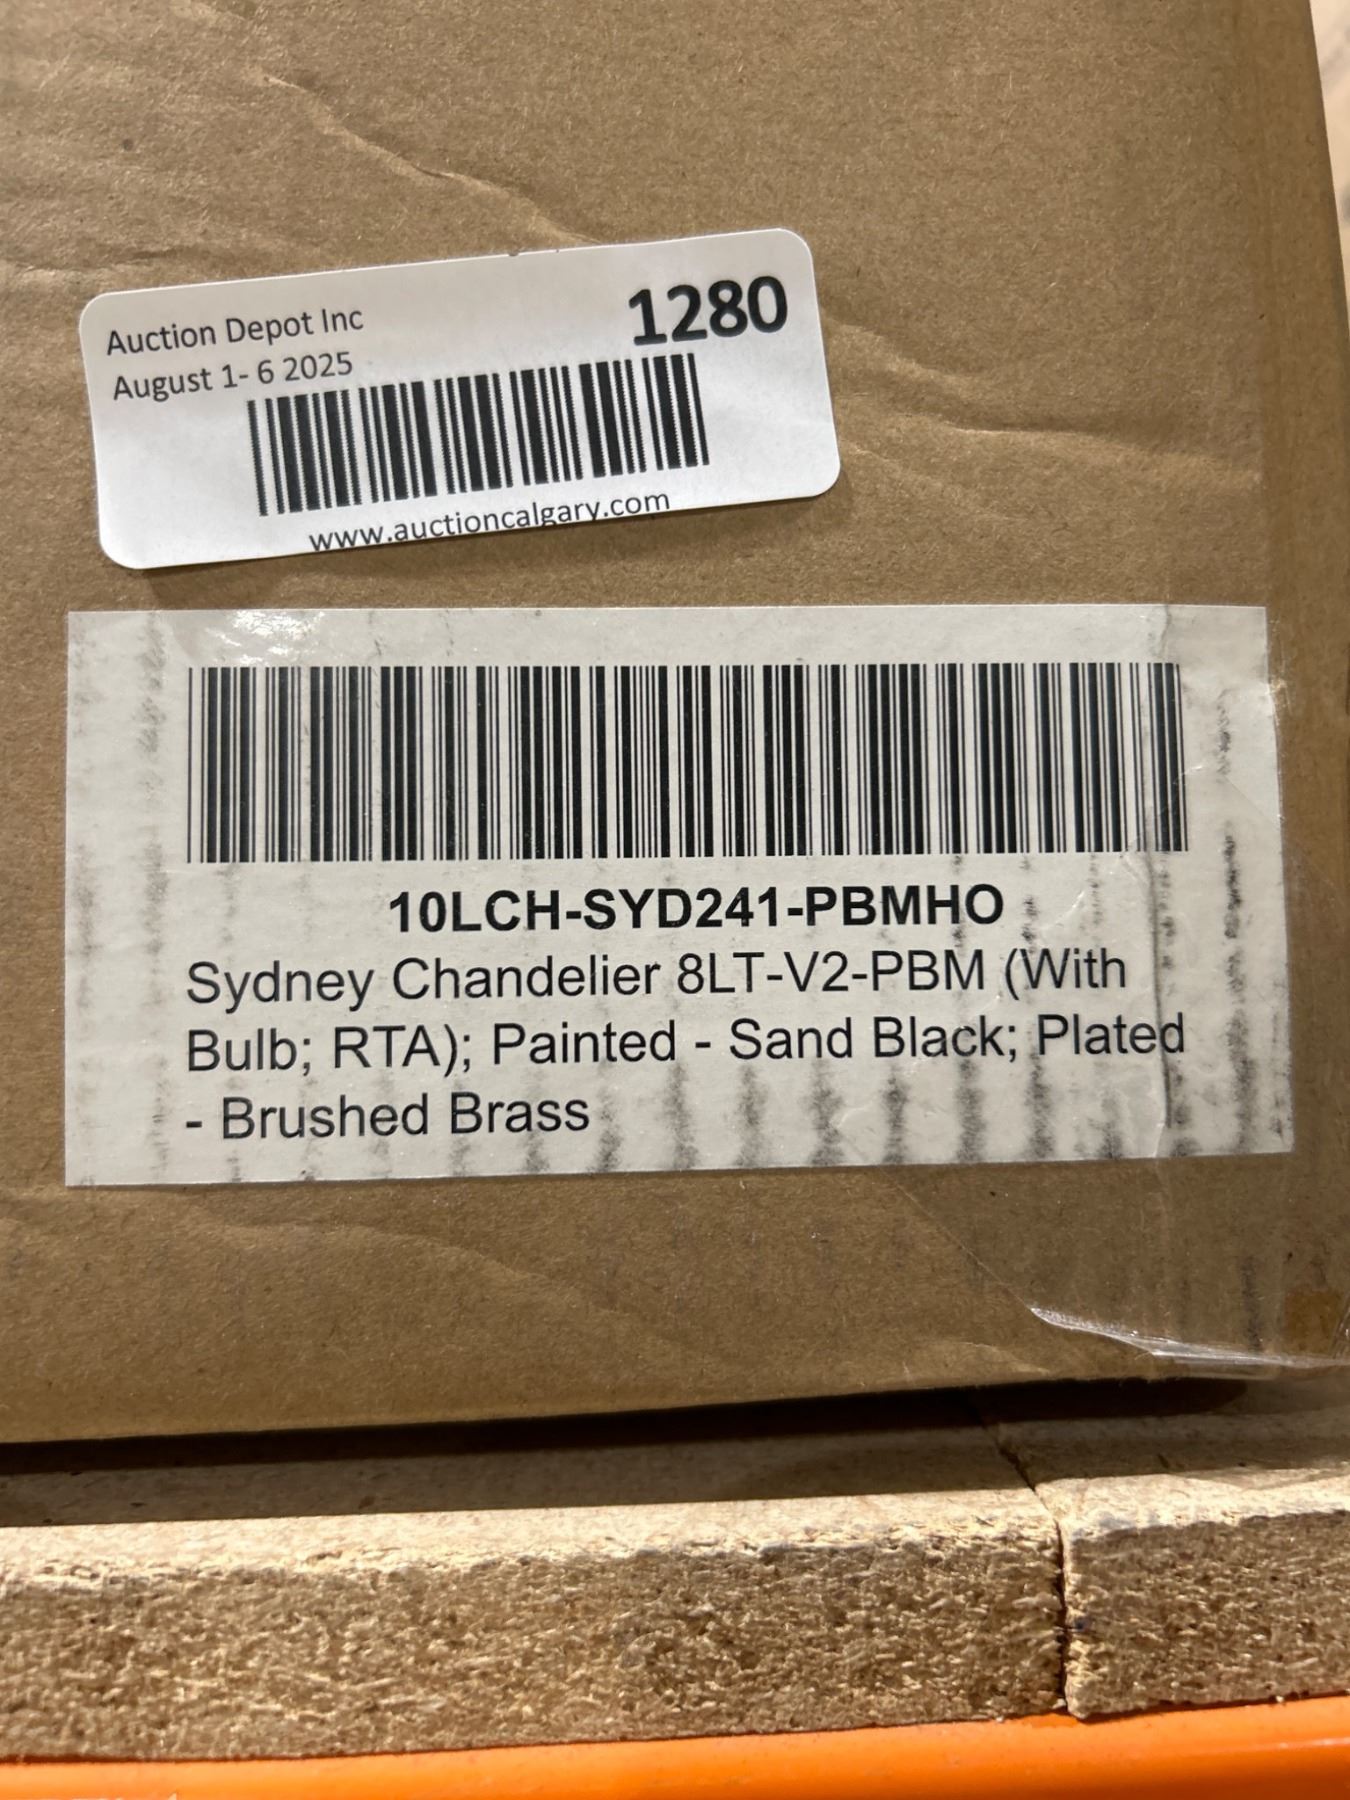 Auction Depot Inc
1280
August 1- 6 2025
www.auctioncalgary.com
10LCH-SYD241-PBMHO
Sydney Chandelier 8LT-V2-PBM (With
Bulb; RTA); Painted - Sand Black; Plated
- Brushed Brass